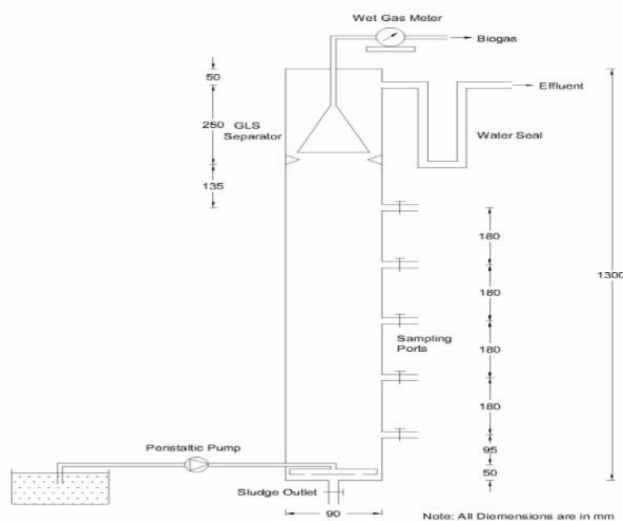 Wet Gas Meter
Biogas
50
Effluent
250
GLS
Separator
Water Seal
135
180
180
1300
180
Sampling
Ports
180
Peristaltic Pump
95
50
Sludge Outlet
90
Note: All Diemensions are in mm